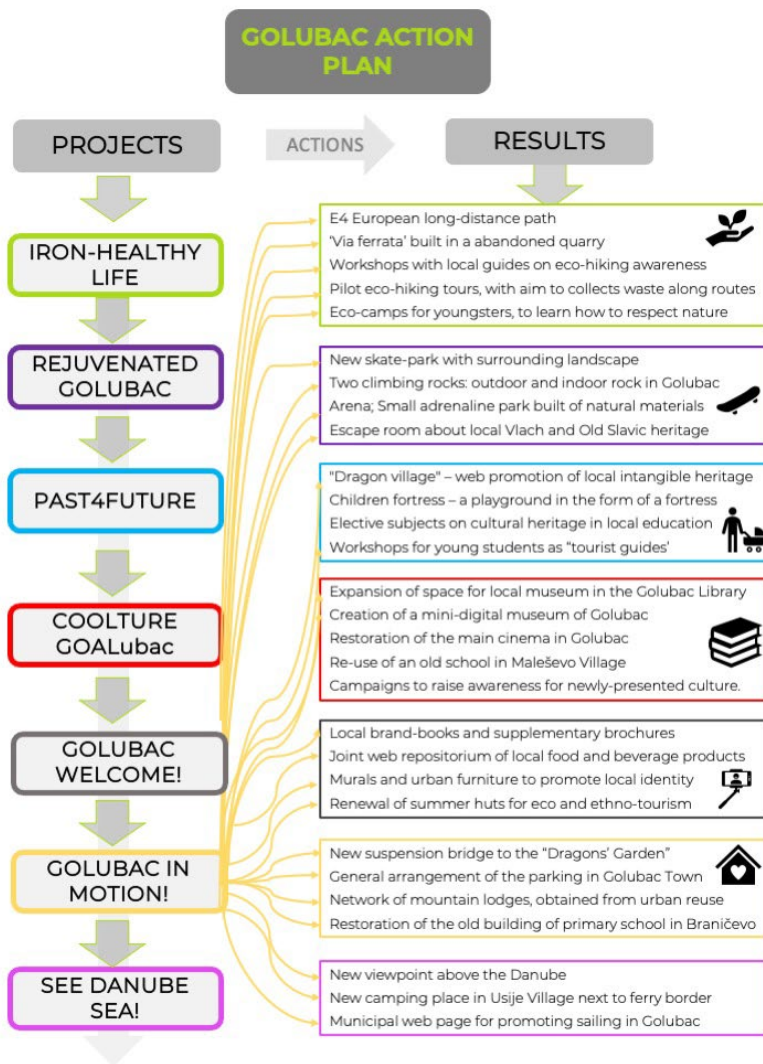 GOLUBAC ACTION
PLAN
PROJECTS
ACTIONS
RESULTS
IRON-HEALTHY
LIFE
REJUVENATED
GOLUBAC
PAST4FUTURE
COOLTURE
GOALubac
GOLUBAC
WELCOME!
GOLUBAC IN
MOTION!
SEE DANUBE
SEA!
E4 European long-distance path
‘Via ferrata’ built in a abandoned quarry
Workshops with local guides on eco-hiking awareness
Pilot eco-hiking tours, with aim to collects waste along routes
Eco-camps for youngsters, to learn how to respect nature
New skate-park with surrounding landscape
Two climbing rocks: outdoor and indoor rock in Golubac
Arena; Small adrenaline park built of natural materials
Escape room about local Vlach and Old Slavic heritage
"Dragon village" – web promotion of local intangible heritage
Children fortress – a playground in the form of a fortress
Elective subjects on cultural heritage in local education
Workshops for young students as “tourist guides’
Expansion of space for local museum in the Golubac Library
Creation of a mini-digital museum of Golubac
Restoration of the main cinema in Golubac
Re-use of an old school in Maleševo Village
Campaigns to raise awareness for newly-presented culture.
Local brand-books and supplementary brochures
Joint web repositorium of local food and beverage products
Murals and urban furniture to promote local identity
Renewal of summer huts for eco and ethno-tourism
New suspension bridge to the “Dragons’ Garden”
General arrangement of the parking in Golubac Town
Network of mountain lodges, obtained from urban reuse
Restoration of the old building of primary school in Braničevo
New viewpoint above the Danube
New camping place in Usije Village next to ferry border
Municipal web page for promoting sailing in Golubac